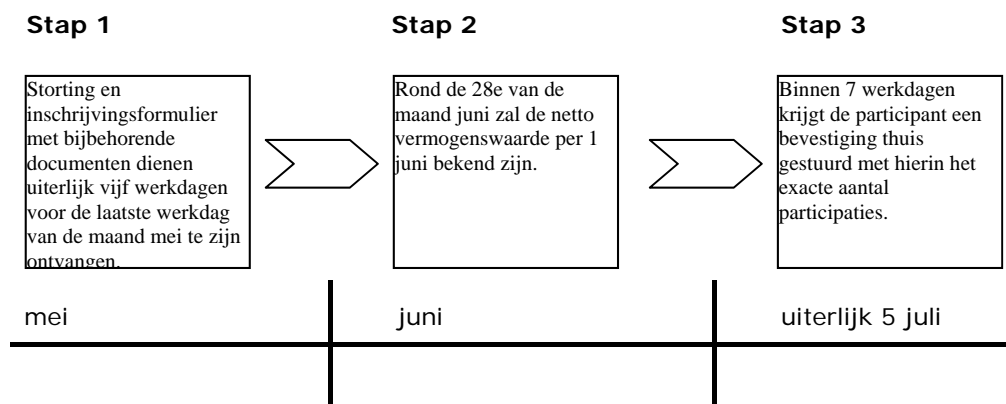 Stap 1
Stap 2
Stap 3
Storting en
inschrijvingsformulier
met bijbehorende
documenten dienen
uiterlijk vijf werkdagen
voor de laatste werkdag
van de maand mei te zijn
ontvangen.
Rond de 28e van de
maand juni zal de netto
vermogenswaarde per 1
juni bekend zijn.
Binnen 7 werkdagen
krijgt de participant een
bevestiging thuis
gestuurd met hierin het
exacte aantal
participaties.
mei
juni
uiterlijk 5 juli